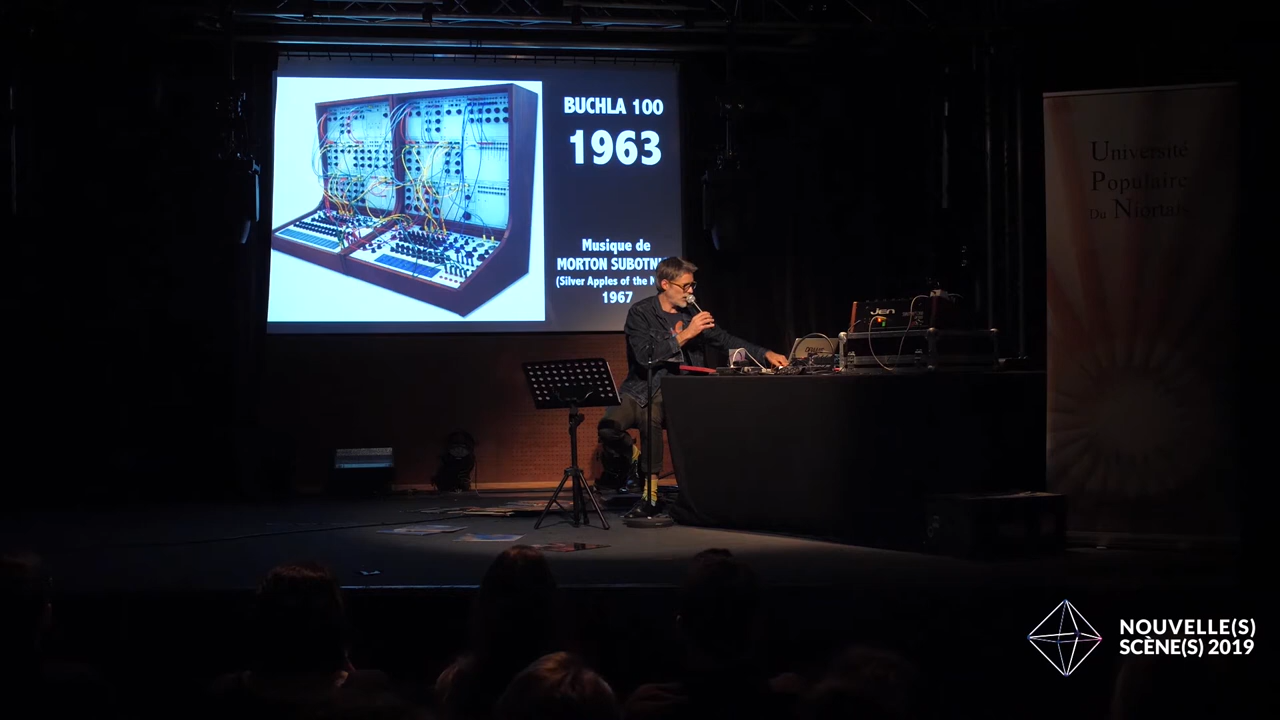 BUCHLA 100
1963
Musique de
MORTON SUBOTN
(Silver Apples of the
1967
Jen
Université
Populaire
Du Niortais
NOUVELLE(S)
SCÈNE(S) 2019